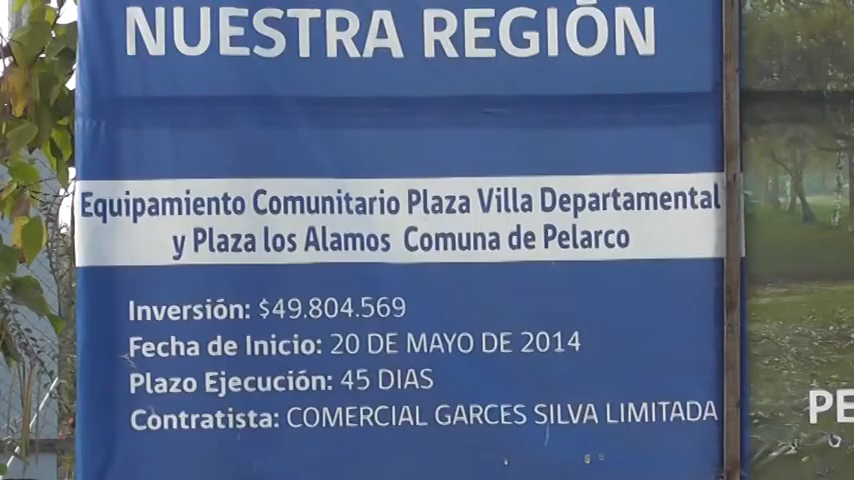 NUESTRA REGIÓN
Equipamiento Comunitario Plaza Villa Departamental
y Plaza los Alamos Comuna de Pelarco
Inversión: $49.804.569
Fecha de Inicio: 20 DE MAYO DE 2014
Plazo Ejecución: 45 DIAS
Contratista: COMERCIAL GARCES SILVA LIMITADA
PE